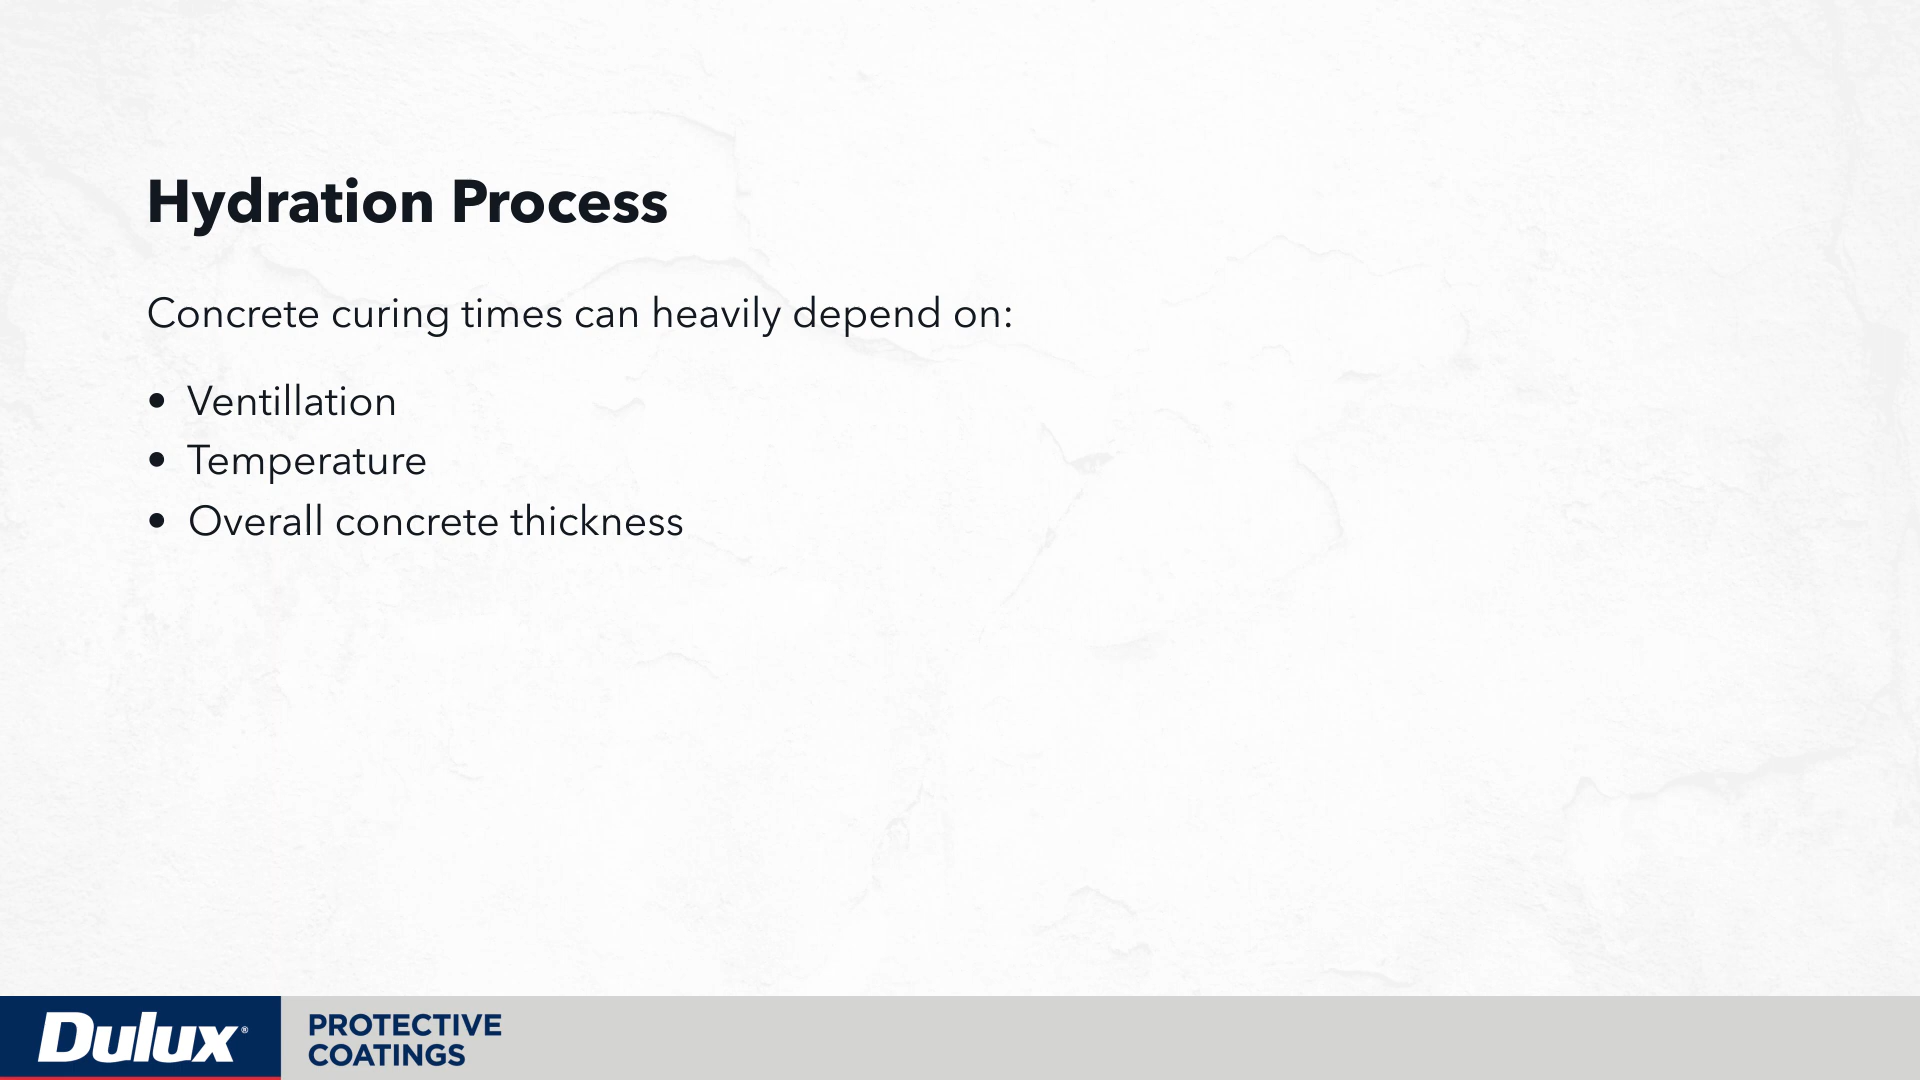 Hydration Process
Concrete curing times can heavily depend on:
• Ventillation
• Temperature
• Overall concrete thickness
Dulux®
PROTECTIVE
COATINGS